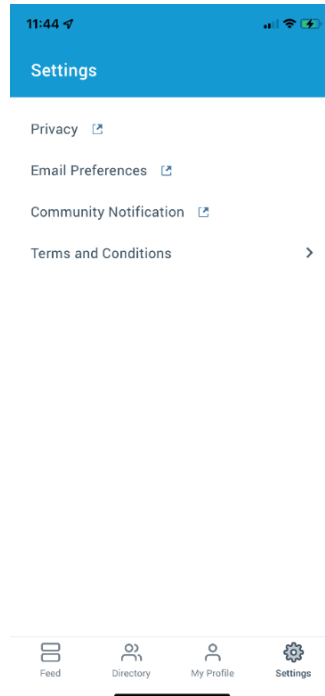 11:44
Settings
Privacy
Email Preferences
Community Notification
Terms and Conditions
Feed Directory My Profile Settings